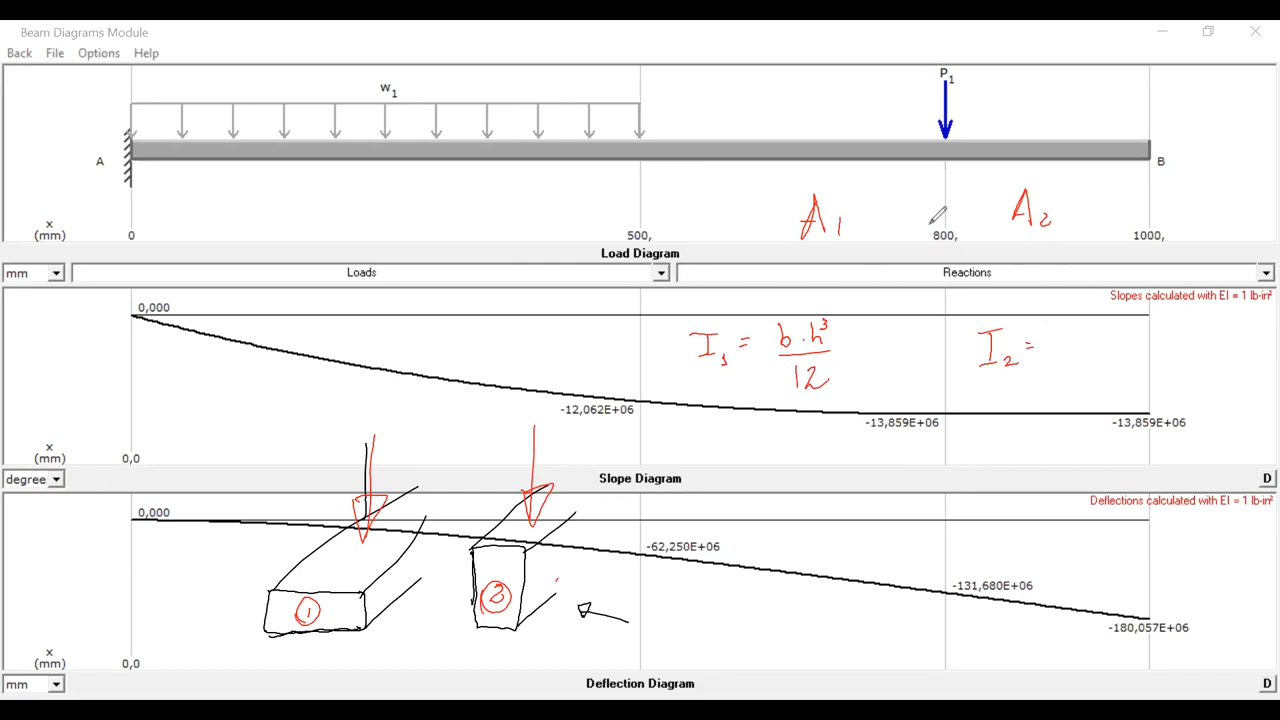 Beam Diagrams Module
Back File Options Help
w1
P1
A
B
x
(mm)
0
500,
800,
1000,
A1
A2
Load Diagram
mm
Loads
Reactions
Slopes calculated with EI = 1 lb·in²
0,000
I1 = b·h³/12
I2 =
-12,062E+06
-13,859E+06
-13,859E+06
x
(mm)
0,0
degree
Slope Diagram
D
Deflections calculated with EI = 1 lb·in²
0,000
-62,250E+06
-131,680E+06
-180,057E+06
1
2
x
(mm)
0,0
mm
Deflection Diagram
D